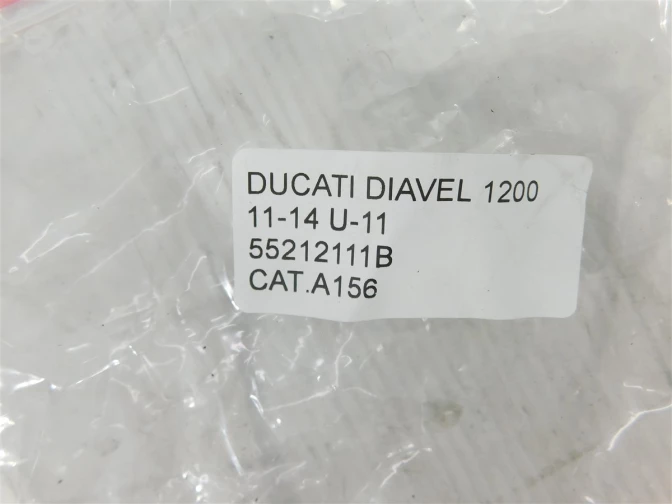 DUCATI DIAVEL 1200
11-14 U-11
55212111B
CAT.A156